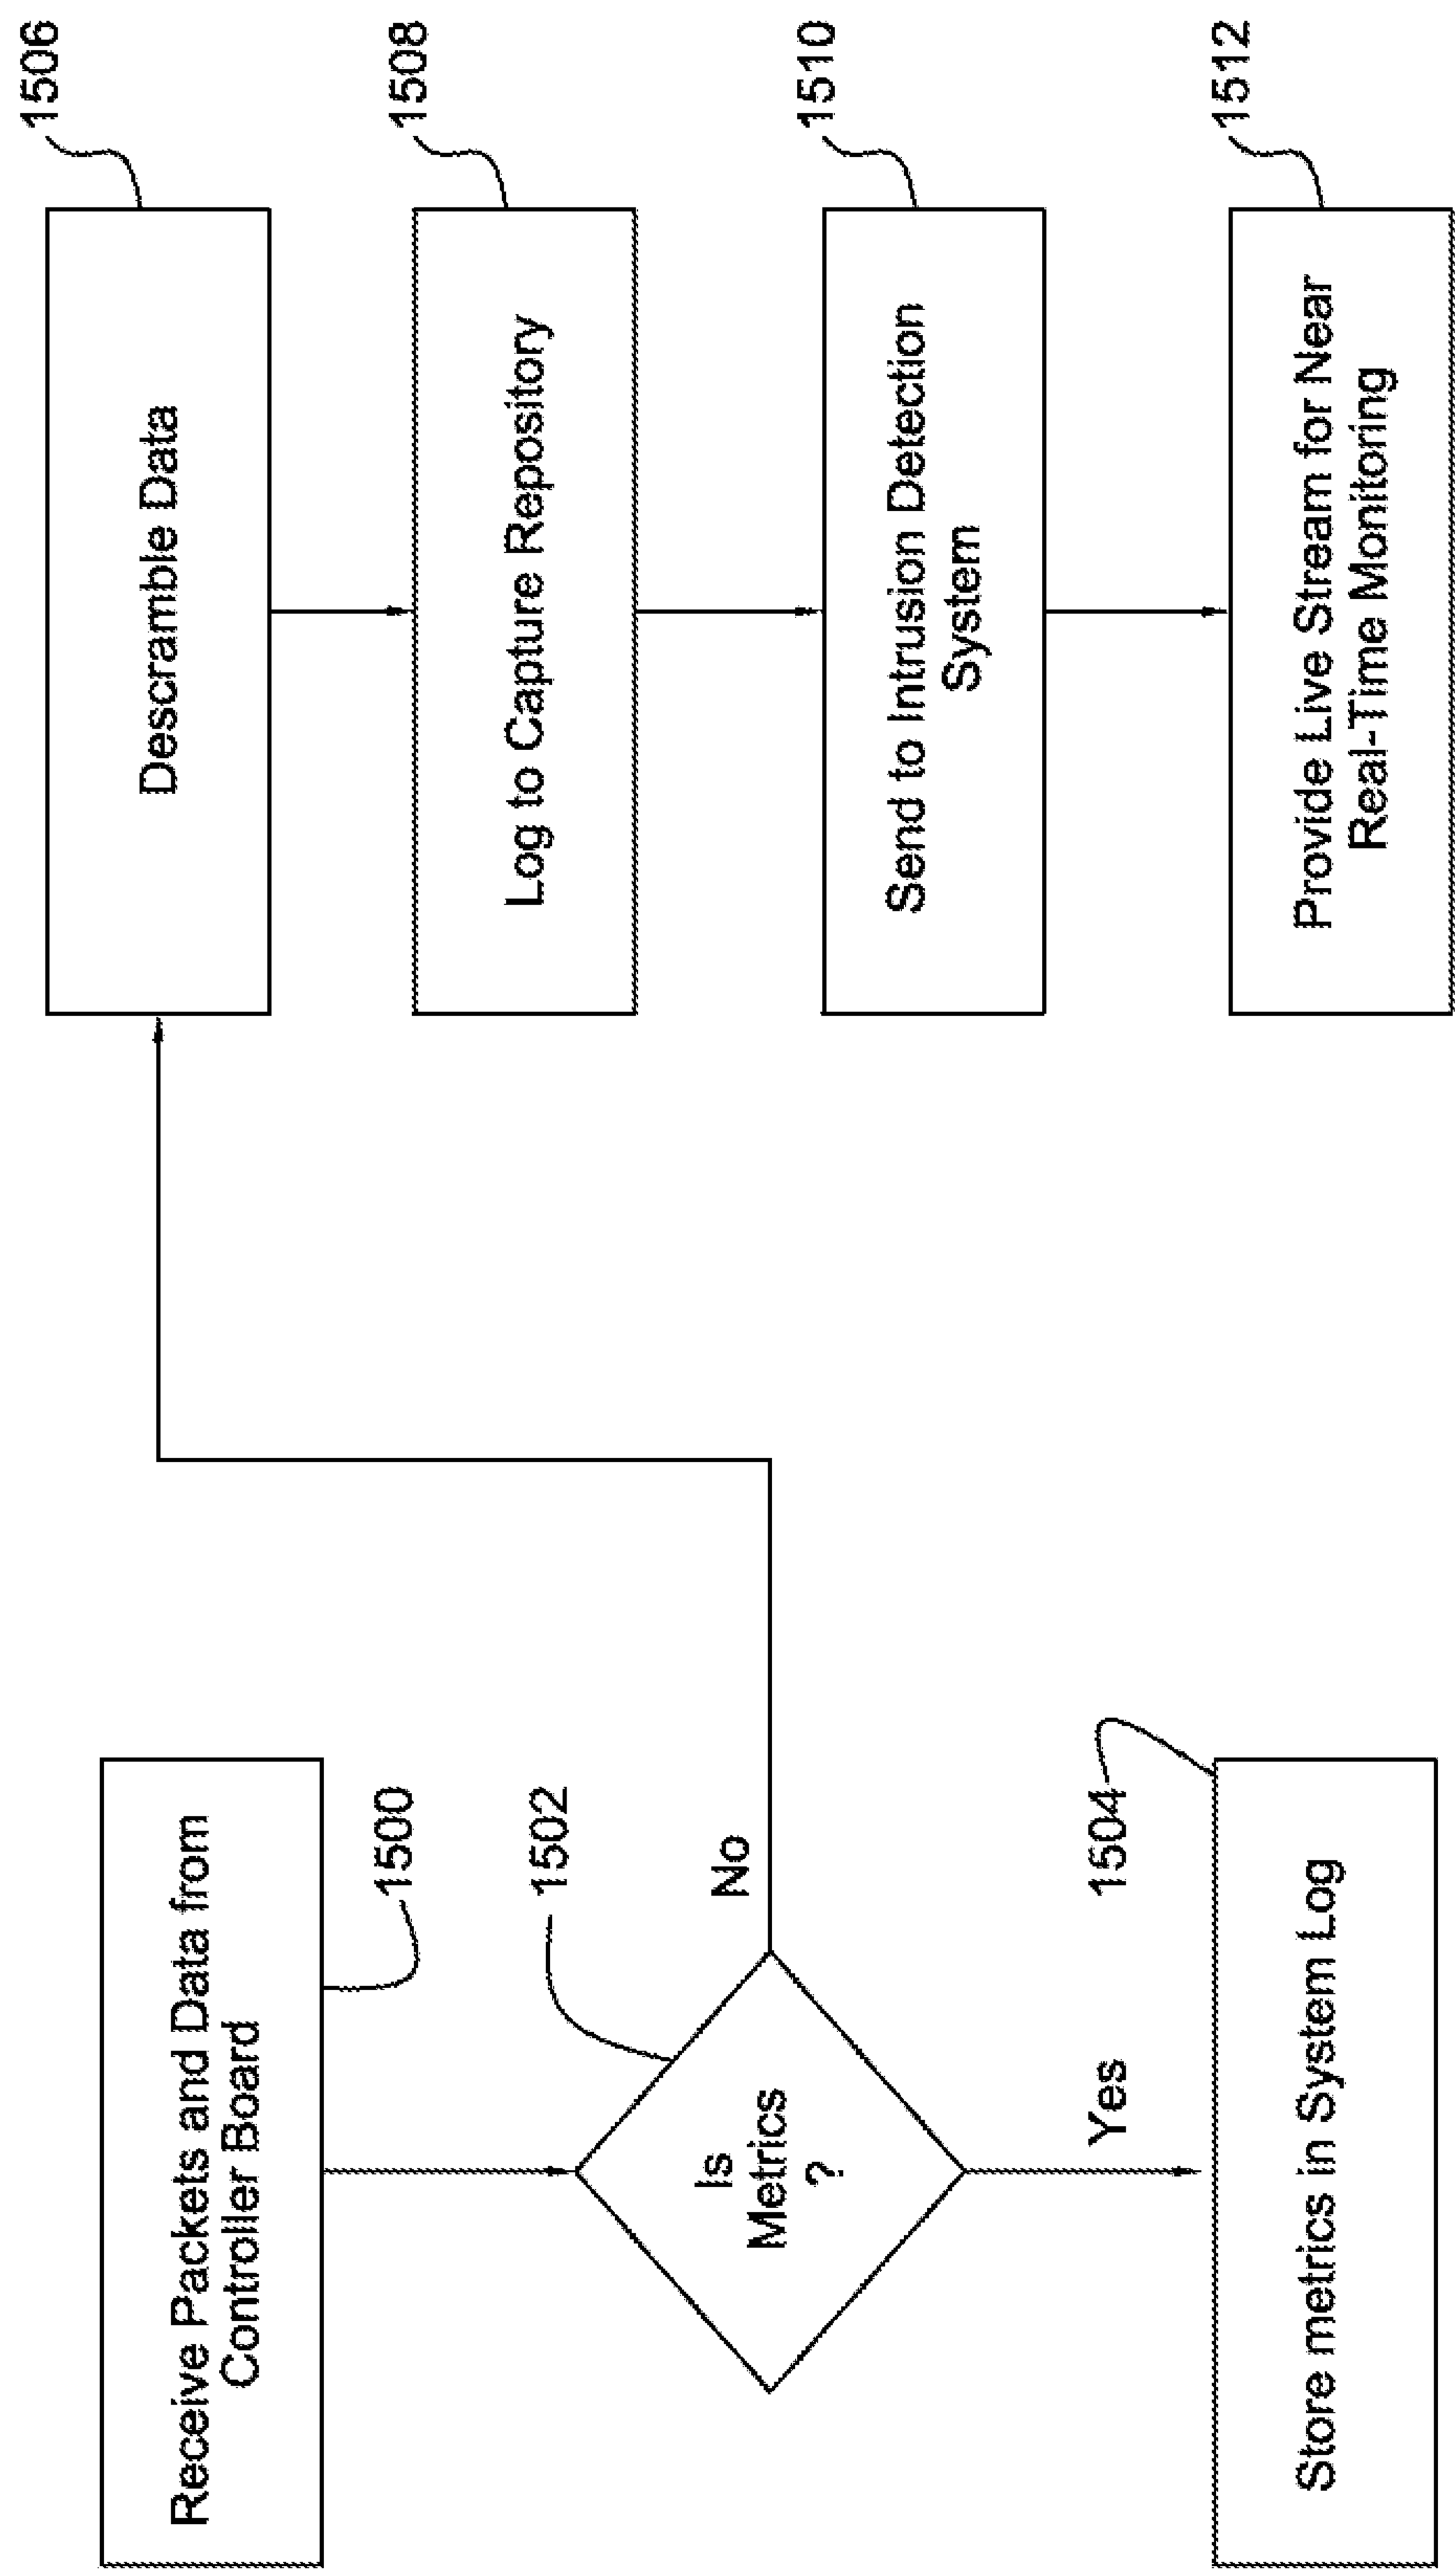 Receive Packets and Data from
Controller Board
1500
1502
Is
Metrics
?
No
Yes
1504
Store metrics in System Log
1506
Descramble Data
1508
Log to Capture Repository
1510
Send to Intrusion Detection
System
1512
Provide Live Stream for Near
Real-Time Monitoring